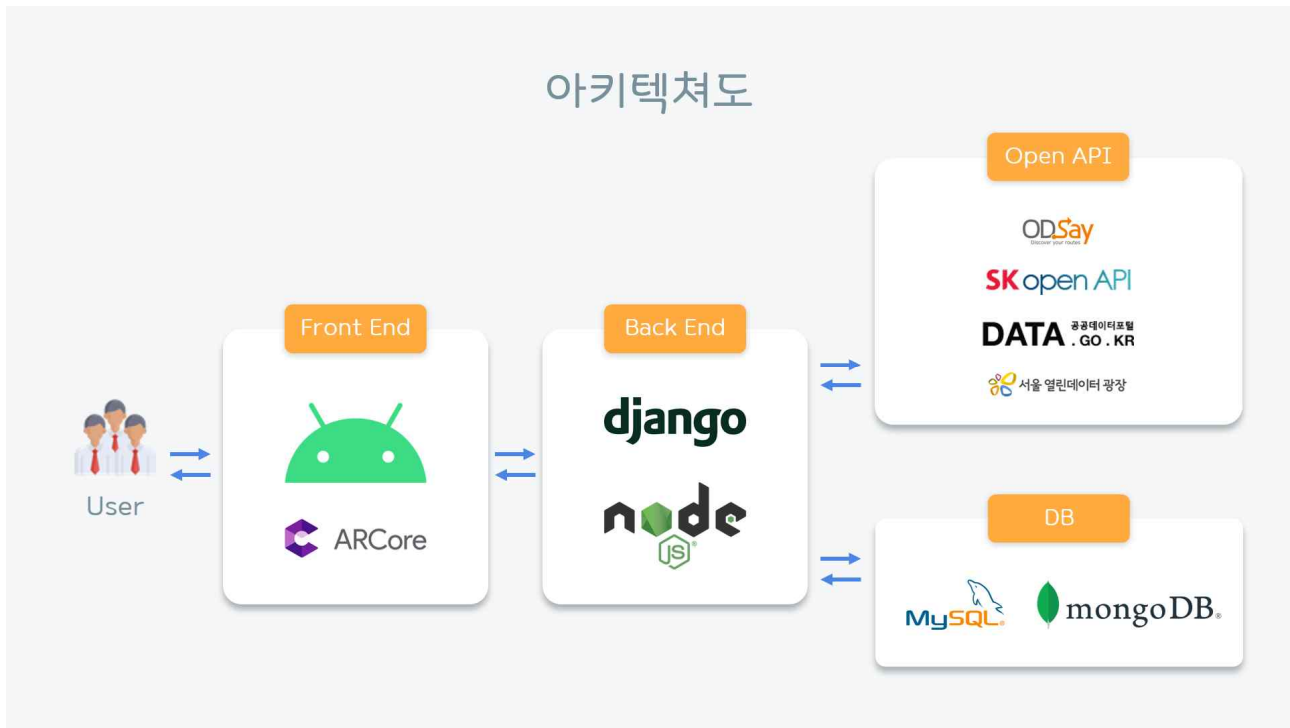 아키텍쳐도
Open API
ODSay
Discover your routes
SK open API
DATA 공공데이터포털
. GO . KR
서울 열린데이터 광장
Front End
Back End
django
node
JS
®
ARCore
User
DB
MySQL®
mongoDB®